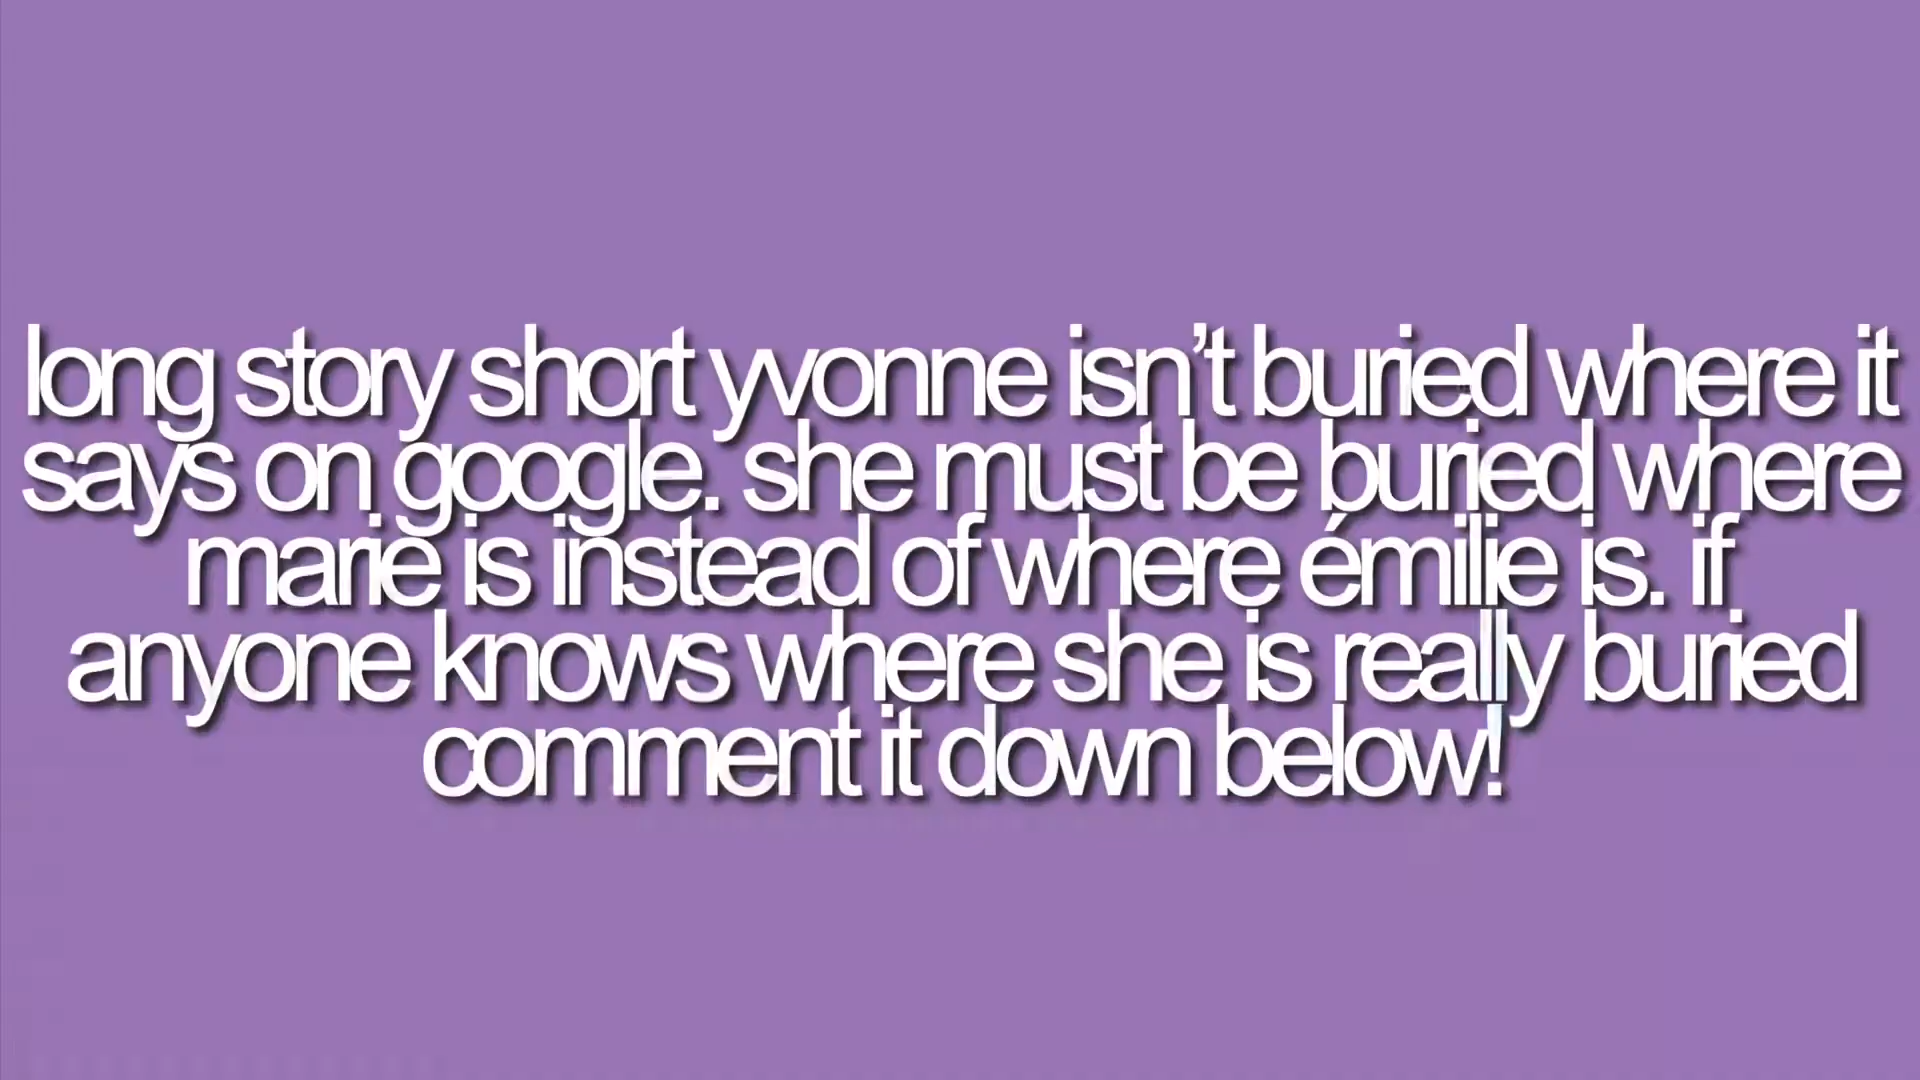 long story short yvonne isn’t buried where it
says on google. she must be buried where
marie is instead of where émilie is. if
anyone knows where she is really buried
comment it down below!